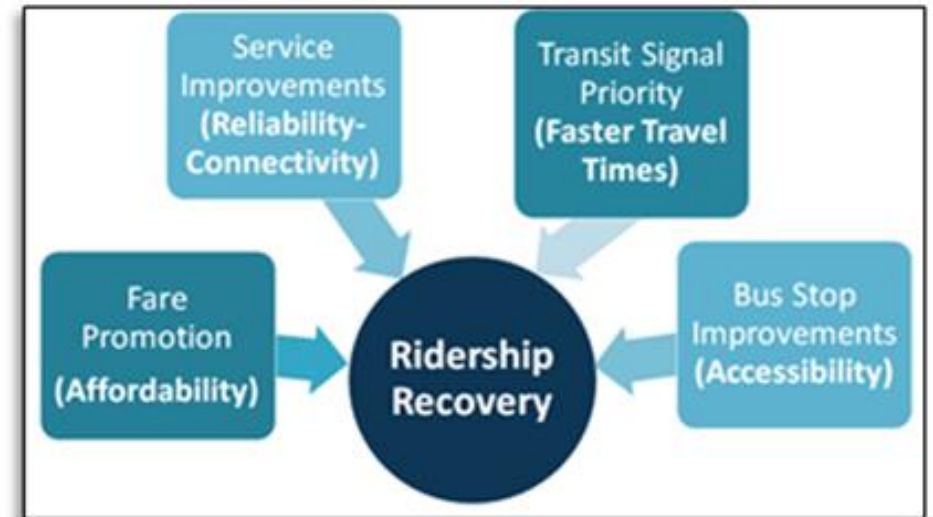 Service
Improvements
(Reliability-
Connectivity)
Transit Signal
Priority
(Faster Travel
Times)
Fare
Promotion
(Affordability)
Ridership
Recovery
Bus Stop
Improvements
(Accessibility)